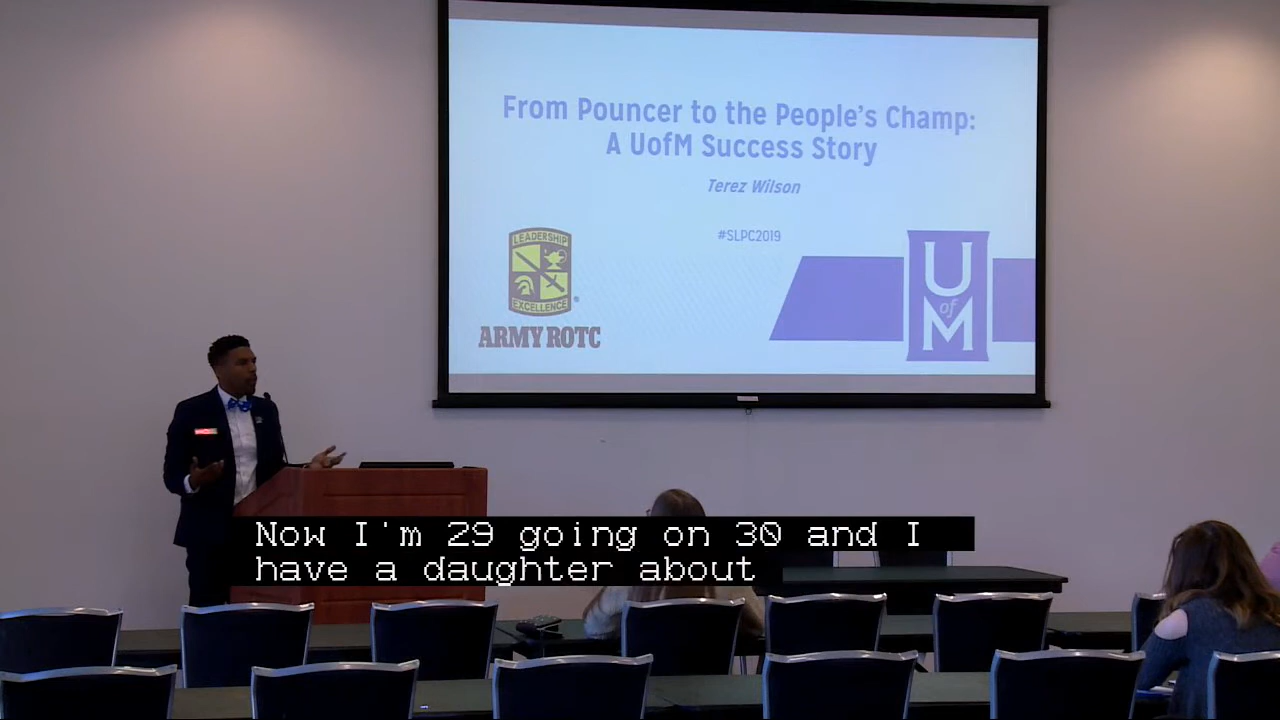 From Pouncer to the People's Champ:
A UofM Success Story
Terez Wilson
#SLPC2019
LEADERSHIP
EXCELLENCE
ARMY ROTC
U
of
M
Now I'm 29 going on 30 and I
have a daughter about